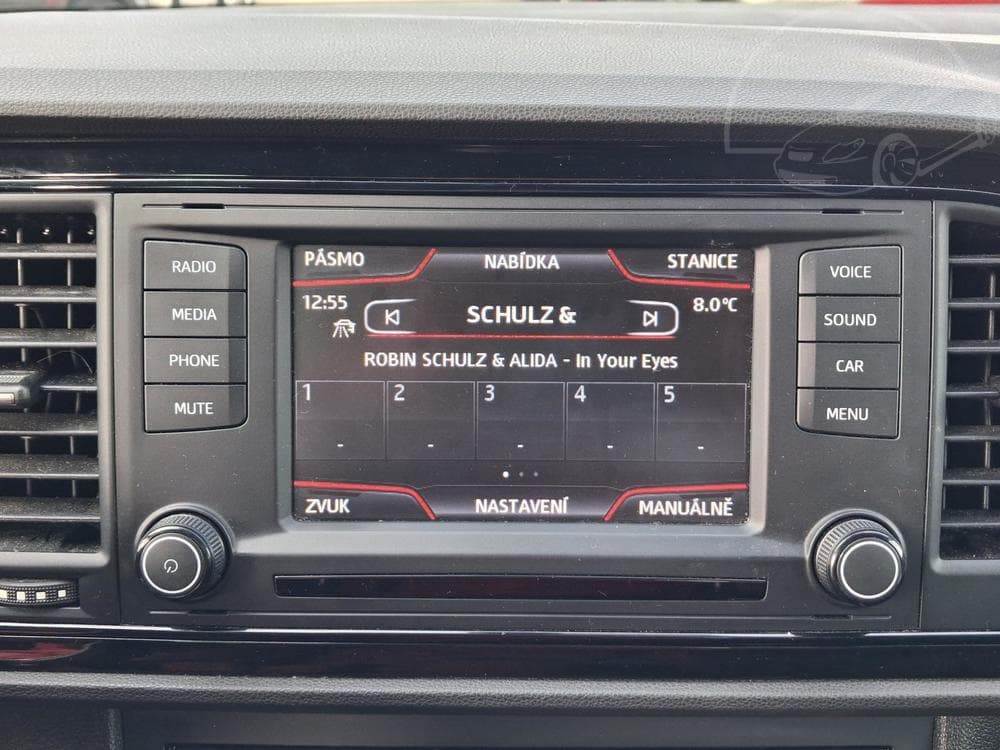 RADIO
MEDIA
PHONE
MUTE
PÁSMO NABÍDKA STANICE
12:55 SCHULZ & 8.0°C
ROBIN SCHULZ & ALIDA - In Your Eyes
1 2 3 4 5
- - - - -
ZVUK NASTAVENÍ MANUÁLNĚ
VOICE
SOUND
CAR
MENU